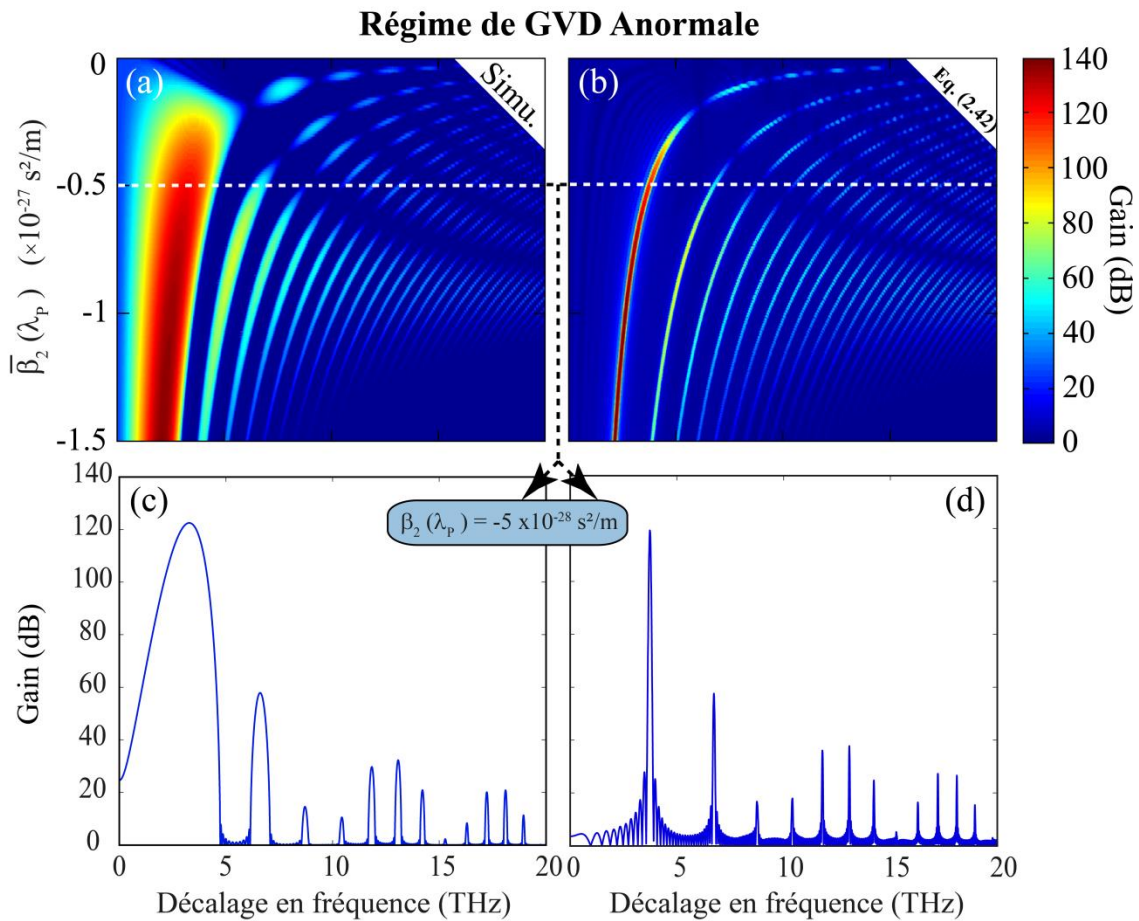 Régime de GVD Anormale
(a)
Simu.
(b)
Eq. (2.42)
0
-0.5
-1
-1.5
β̅₂ (λ_P) (×10⁻²⁷ s²/m)
140
120
100
80
60
40
20
0
Gain (dB)
β₂ (λ_P) = -5 x10⁻²⁸ s²/m
(c)
(d)
140
120
100
80
60
40
20
0
Gain (dB)
0 5 10 15 20
5 10 15 20
Décalage en fréquence (THz)
Décalage en fréquence (THz)